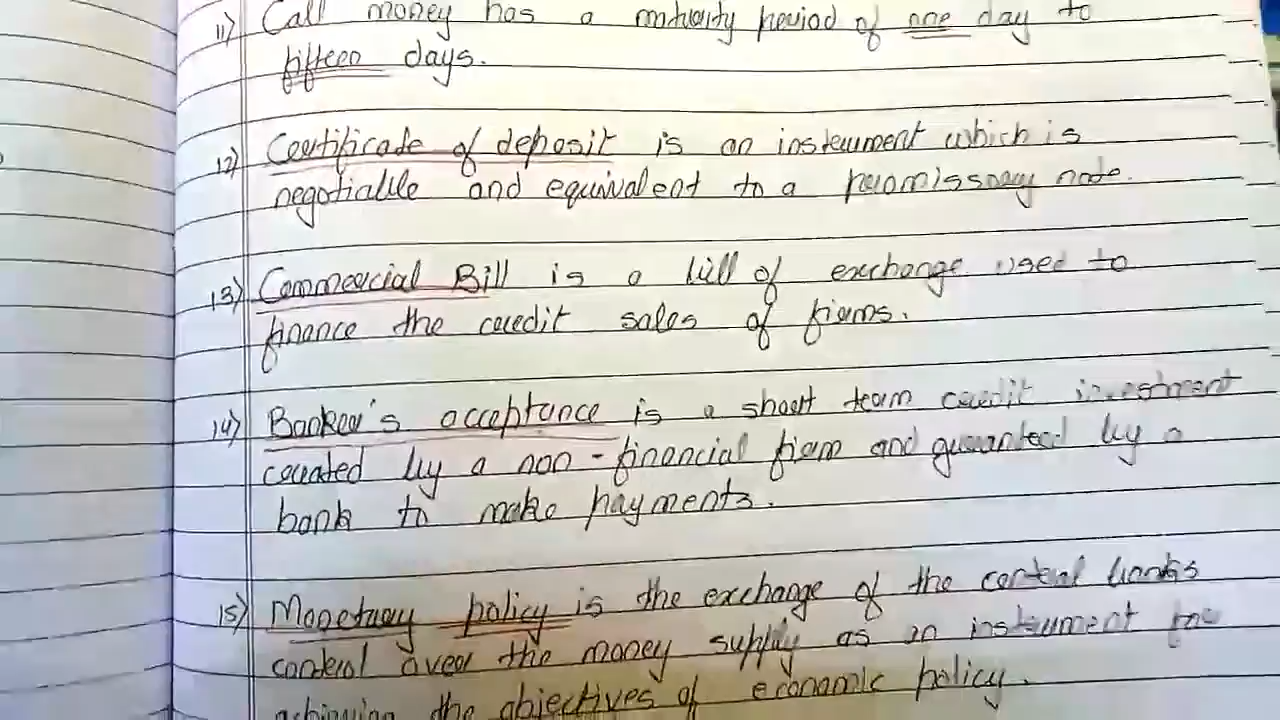 11) Call money has a maturity period of one day to
fifteen days.
12) Certificate of deposit is an instrument which is
negotiable and equivalent to a promissory note.
13) Commercial Bill is a bill of exchange used to
finance the credit sales of firms.
14) Banker's acceptance is a short team credit investment
created by a non-financial firm and guaranteed by a
bank to make payments.
15) Monetary policy is the exchange of the central banks
control over the money supply as an instrument for
achieving the objectives of economic policy.